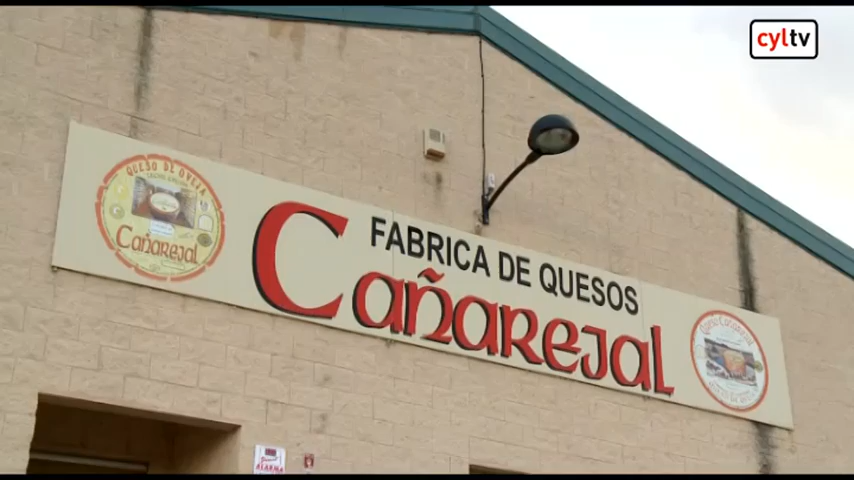 cyltv
QUESO DE OVEJA
Cañarejal
FABRICA DE QUESOS
Cañarejal
ALARMA